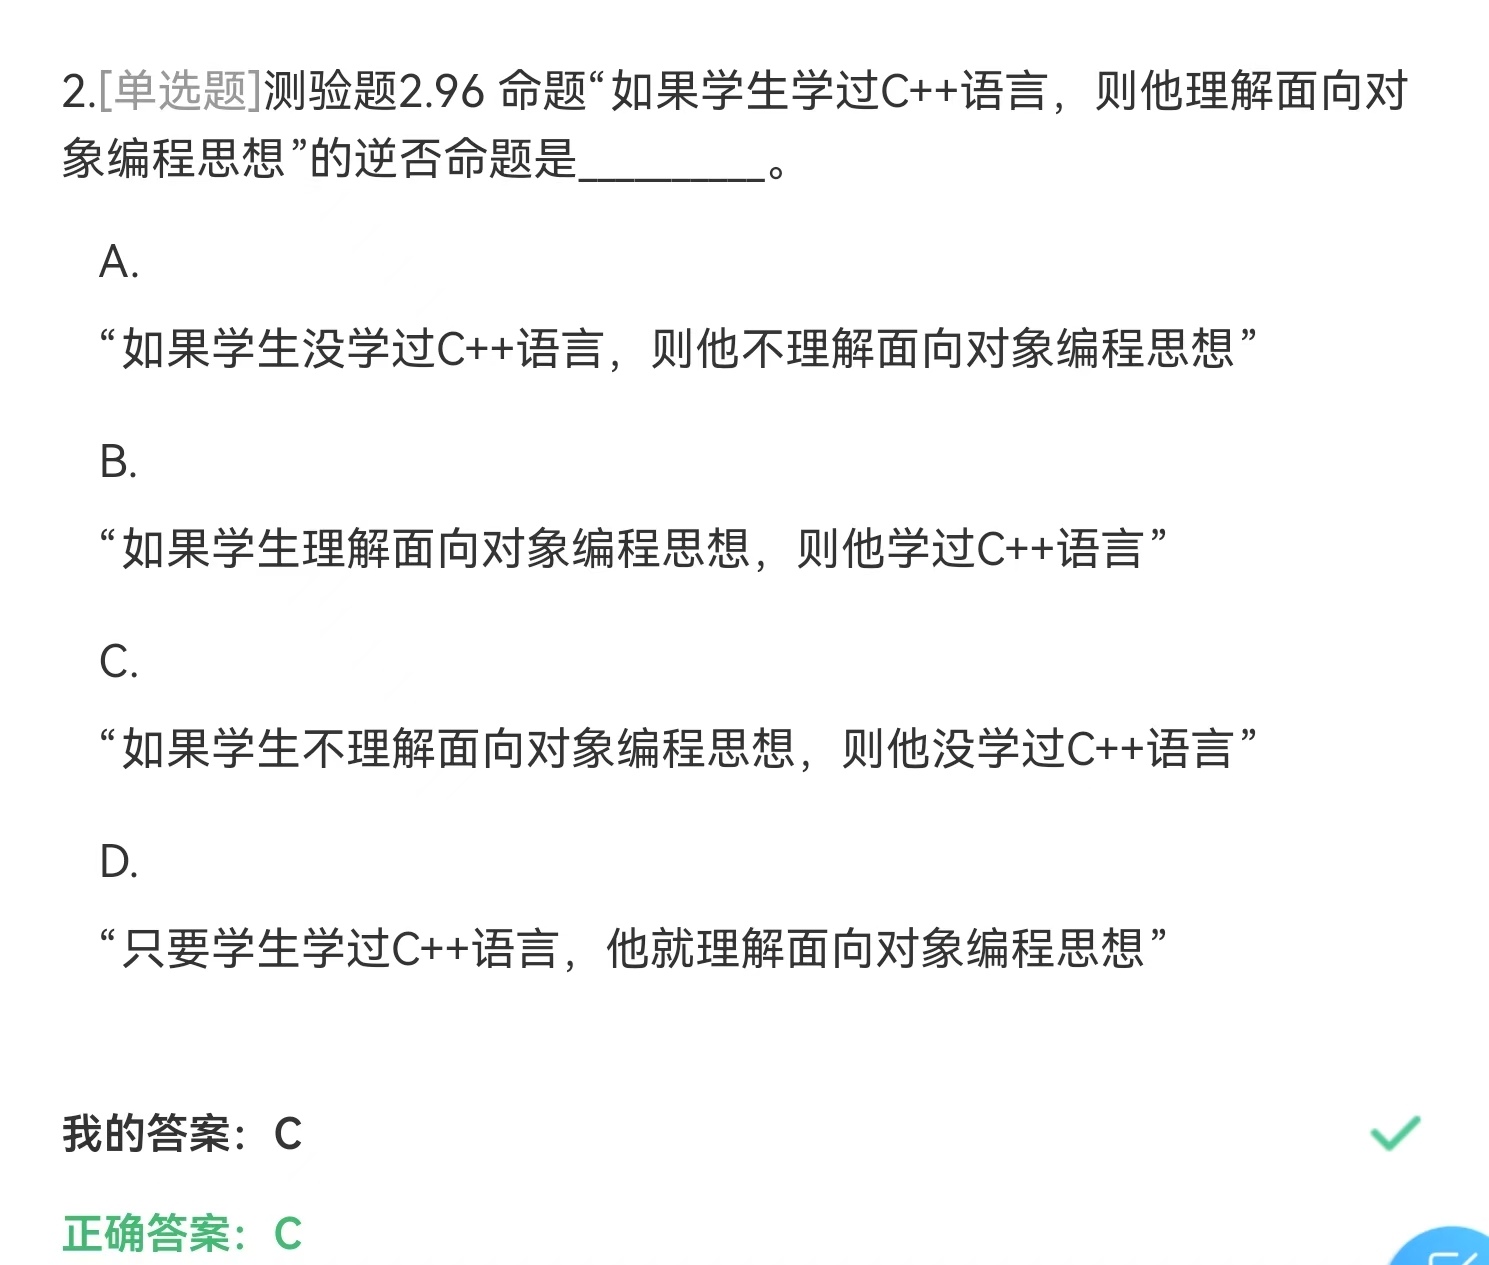 2.[单选题]测验题2.96 命题“如果学生学过C++语言，则他理解面向对
象编程思想”的逆否命题是________。
A.
“如果学生没学过C++语言，则他不理解面向对象编程思想”
B.
“如果学生理解面向对象编程思想，则他学过C++语言”
C.
“如果学生不理解面向对象编程思想，则他没学过C++语言”
D.
“只要学生学过C++语言，他就理解面向对象编程思想”
我的答案：C
正确答案：C